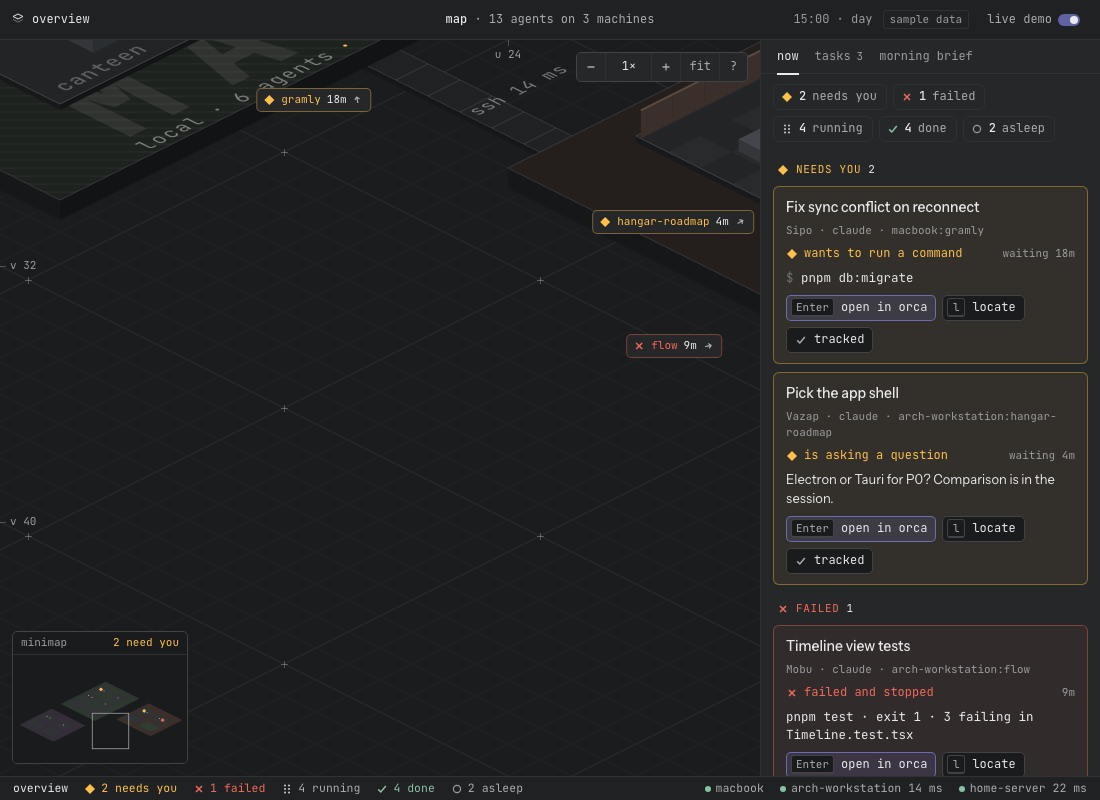 overview
map · 13 agents on 3 machines
15:00 · day
sample data
live demo
canteen
local · 6 agents
M A
ssh 14 ms
υ 24
− 1× + fit ?
gramly 18m ↑
hangar-roadmap 4m ↗
flow 9m →
v 32
v 40
minimap 2 need you
now tasks 3 morning brief
2 needs you
1 failed
4 running
4 done
2 asleep
NEEDS YOU 2
Fix sync conflict on reconnect
Sipo · claude · macbook:gramly
wants to run a command waiting 18m
$ pnpm db:migrate
Enter open in orca
l locate
tracked
Pick the app shell
Vazap · claude · arch-workstation:hangar-
roadmap
is asking a question waiting 4m
Electron or Tauri for P0? Comparison is in the
session.
Enter open in orca
l locate
tracked
FAILED 1
Timeline view tests
Mobu · claude · arch-workstation:flow
failed and stopped 9m
pnpm test · exit 1 · 3 failing in
Timeline.test.tsx
Enter open in orca
l locate
overview
2 needs you
1 failed
4 running
4 done
2 asleep
macbook
arch-workstation 14 ms
home-server 22 ms